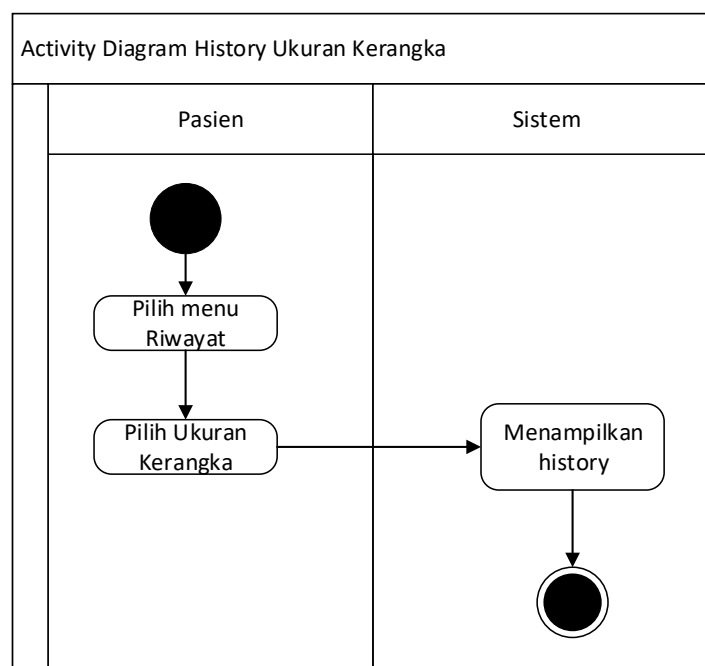 Activity Diagram History Ukuran Kerangka
Pasien
Sistem
Pilih menu
Riwayat
Pilih Ukuran
Kerangka
Menampilkan
history